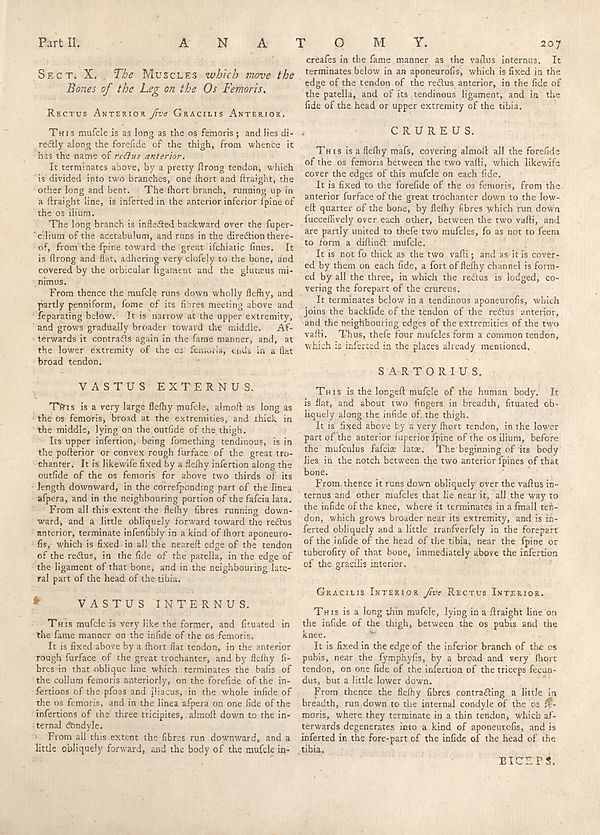 Part II. A N A T O M Y. 207
SECT. X. The MUSCLES which move the
Bones of the Leg on the Os Femoris.
RECTUS ANTERIOR ſive GRACILIS ANTERIOR.
THIS muſcle is as long as the os femoris; and lies di-
rectly along the foreſide of the thigh, from whence it
has the name of rectus anterior.
It terminates above, by a pretty ſtrong tendon, which
is divided into two branches, one ſhort and ſtraight, the
other long and bent. The ſhort branch, running up in
a ſtraight line, is inſerted in the anterior inferior ſpine of
the os ilium.
The long branch is inflected backward over the ſuper-
cilium of the acetabulum, and runs in the direction there-
of, from the ſpine toward the great iſchiatic ſinus. It
is ſtrong and flat, adhering very cloſely to the bone, and
covered by the orbicular ligament and the glutæus mi-
nimus.
From thence the muſcle runs down wholly fleſhy, and
partly penniform, ſome of its fibres meeting above and
ſeparating below. It is narrow at the upper extremity,
and grows gradually broader toward the middle. Af-
terwards it contracts again in the ſame manner, and, at
the lower extremity of the os femoris, ends in a flat
broad tendon.
VASTUS EXTERNUS.
THIS is a very large fleſhy muſcle, almoſt as long as
the os femoris, broad at the extremities, and thick in
the middle, lying on the outſide of the thigh.
Its upper inſertion, being ſomething tendinous, is in
the poſterior or convex rough ſurface of the great tro-
chanter. It is likewiſe fixed by a fleſhy inſertion along the
outſide of the os femoris for above two thirds of its
length downward, in the correſponding part of the linea
aſpera, and in the neighbouring portion of the faſcia lata.
From all this extent the fleſhy fibres running down-
ward, and a little obliquely forward toward the rectus
anterior, terminate inſenſibly in a kind of ſhort aponeuro-
ſis, which is fixed in all the neareſt edge of the tendon
of the rectus, in the ſide of the patella, in the edge of
the ligament of that bone, and in the neighbouring late-
ral part of the head of the tibia.
VASTUS INTERNUS.
THIS muſcle is very like the former, and ſituated in
the ſame manner on the inſide of the os femoris.
It is fixed above by a ſhort flat tendon, in the anterior
rough ſurface of the great trochanter, and by fleſhy fi-
bres in that oblique line which terminates the baſis of
the collum femoris anteriorly, on the foreſide of the in-
ſertions of the pſoas and iliacus, in the whole inſide of
the os femoris, and in the linea aſpera on one ſide of the
inſertions of the three tricipites, almoſt down to the in-
ternal condyle.
From all this extent the fibres run downward, and a
little obliquely forward, and the body of the muſcle in-
creaſes in the ſame manner as the vaſtus internus. It
terminates below in an aponeuroſis, which is fixed in the
edge of the tendon of the rectus anterior, in the ſide of
the patella, and of its tendinous ligament, and in the
ſide of the head or upper extremity of the tibia.
CRUREUS.
THIS is a fleſhy maſs, covering almoſt all the foreſide
of the os femoris between the two vaſti, which likewiſe
cover the edges of this muſcle on each ſide.
It is fixed to the foreſide of the os femoris, from the
anterior ſurface of the great trochanter down to the low-
eſt quarter of the bone, by fleſhy fibres which run down
ſucceſſively over each other, between the two vaſti, and
are partly united to theſe two muſcles, ſo as not to ſeem
to form a diſtinct muſcle.
It is not ſo thick as the two vaſti; and as it is cover-
ed by them on each ſide, a ſort of fleſhy channel is form-
ed by all the three, in which the rectus is lodged, co-
vering the forepart of the crureus.
It terminates below in a tendinous aponeuroſis, which
joins the backſide of the tendon of the rectus anterior,
and the neighbouring edges of the extremities of the two
vaſti. Thus, theſe four muſcles form a common tendon,
which is inſerted in the places already mentioned.
SARTORIUS.
THIS is the longeſt muſcle of the human body. It
is flat, and about two fingers in breadth, ſituated ob-
liquely along the inſide of the thigh.
It is fixed above by a very ſhort tendon, in the lower
part of the anterior ſuperior ſpine of the os ilium, before
the muſculus faſciæ latæ. The beginning of its body
lies in the notch between the two anterior ſpines of that
bone.
From thence it runs down obliquely over the vaſtus in-
ternus and other muſcles that lie near it, all the way to
the inſide of the knee, where it terminates in a ſmall ten-
don, which grows broader near its extremity, and is in-
ſerted obliquely and a little tranſverſely in the forepart
of the inſide of the head of the tibia, near the ſpine or
tuberoſity of that bone, immediately above the inſertion
of the gracilis interior.
GRACILIS INTERIOR ſive RECTUS INTERIOR.
THIS is a long thin muſcle, lying in a ſtraight line on
the inſide of the thigh, between the os pubis and the
knee.
It is fixed in the edge of the inferior branch of the os
pubis, near the ſymphyſis, by a broad and very ſhort
tendon, on one ſide of the inſertion of the triceps ſecun-
dus, but a little lower down.
From thence the fleſhy fibres contracting a little in
breadth, run down to the internal condyle of the os fe-
moris, where they terminate in a thin tendon, which af-
terwards degenerates into a kind of aponeuroſis, and is
inſerted in the fore-part of the inſide of the head of the
tibia.
BICEPS.